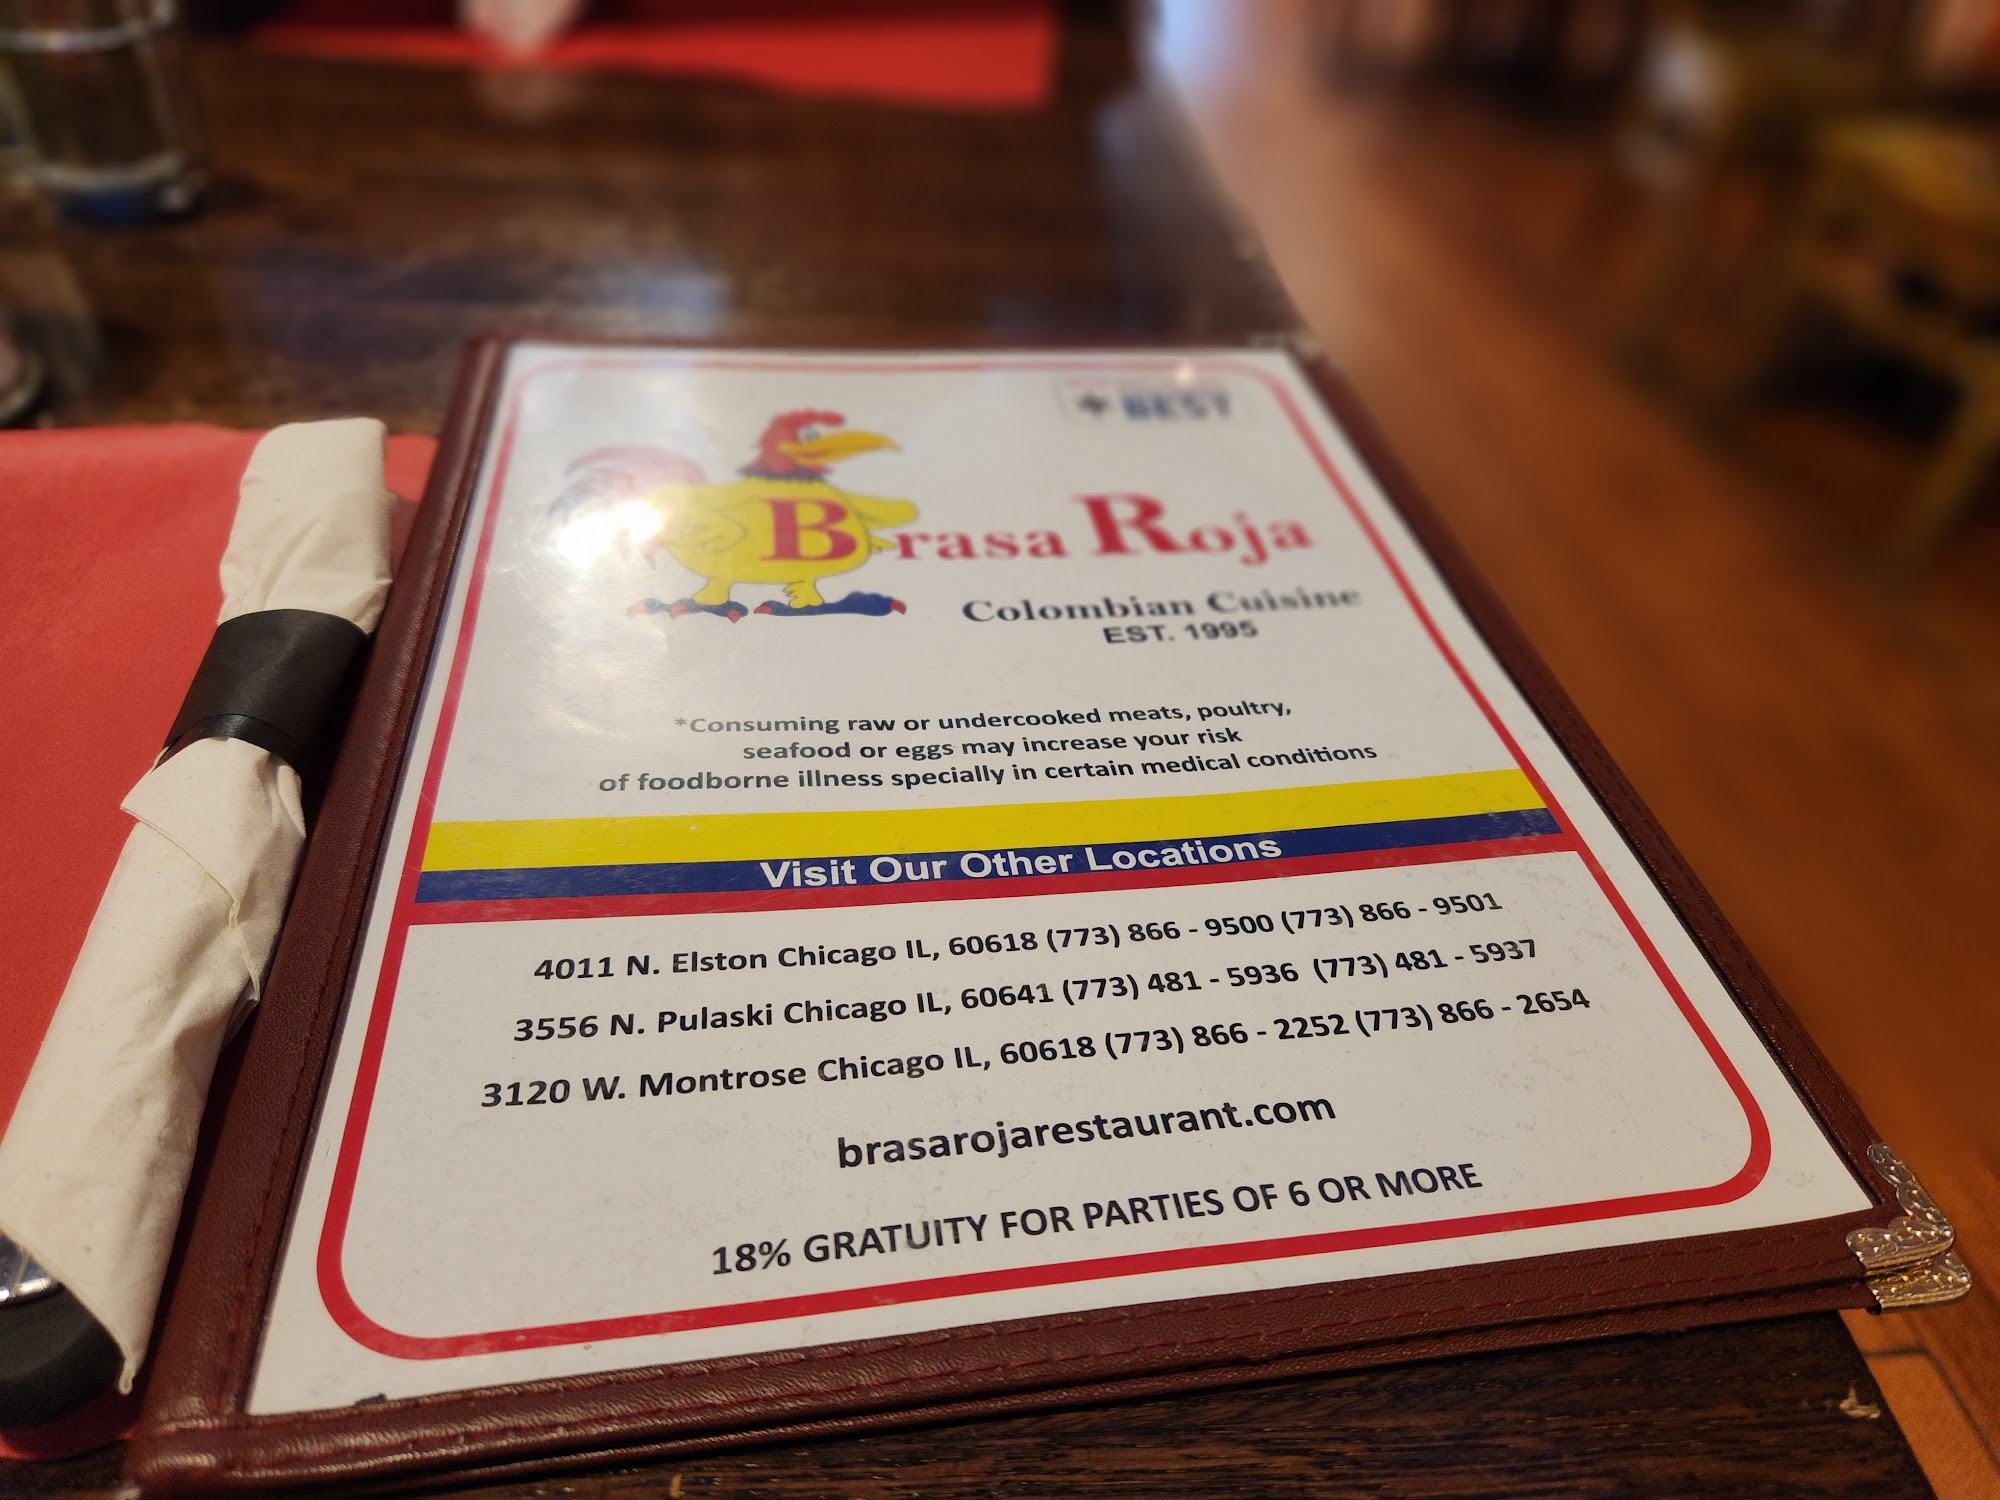 BEST
Brasa Roja
Colombian Cuisine
EST. 1995
*Consuming raw or undercooked meats, poultry,
seafood or eggs may increase your risk
of foodborne illness specially in certain medical conditions
Visit Our Other Locations
4011 N. Elston Chicago IL, 60618 (773) 866 - 9500 (773) 866 - 9501
3556 N. Pulaski Chicago IL, 60641 (773) 481 - 5936 (773) 481 - 5937
3120 W. Montrose Chicago IL, 60618 (773) 866 - 2252 (773) 866 - 2654
brasarojarestaurant.com
18% GRATUITY FOR PARTIES OF 6 OR MORE